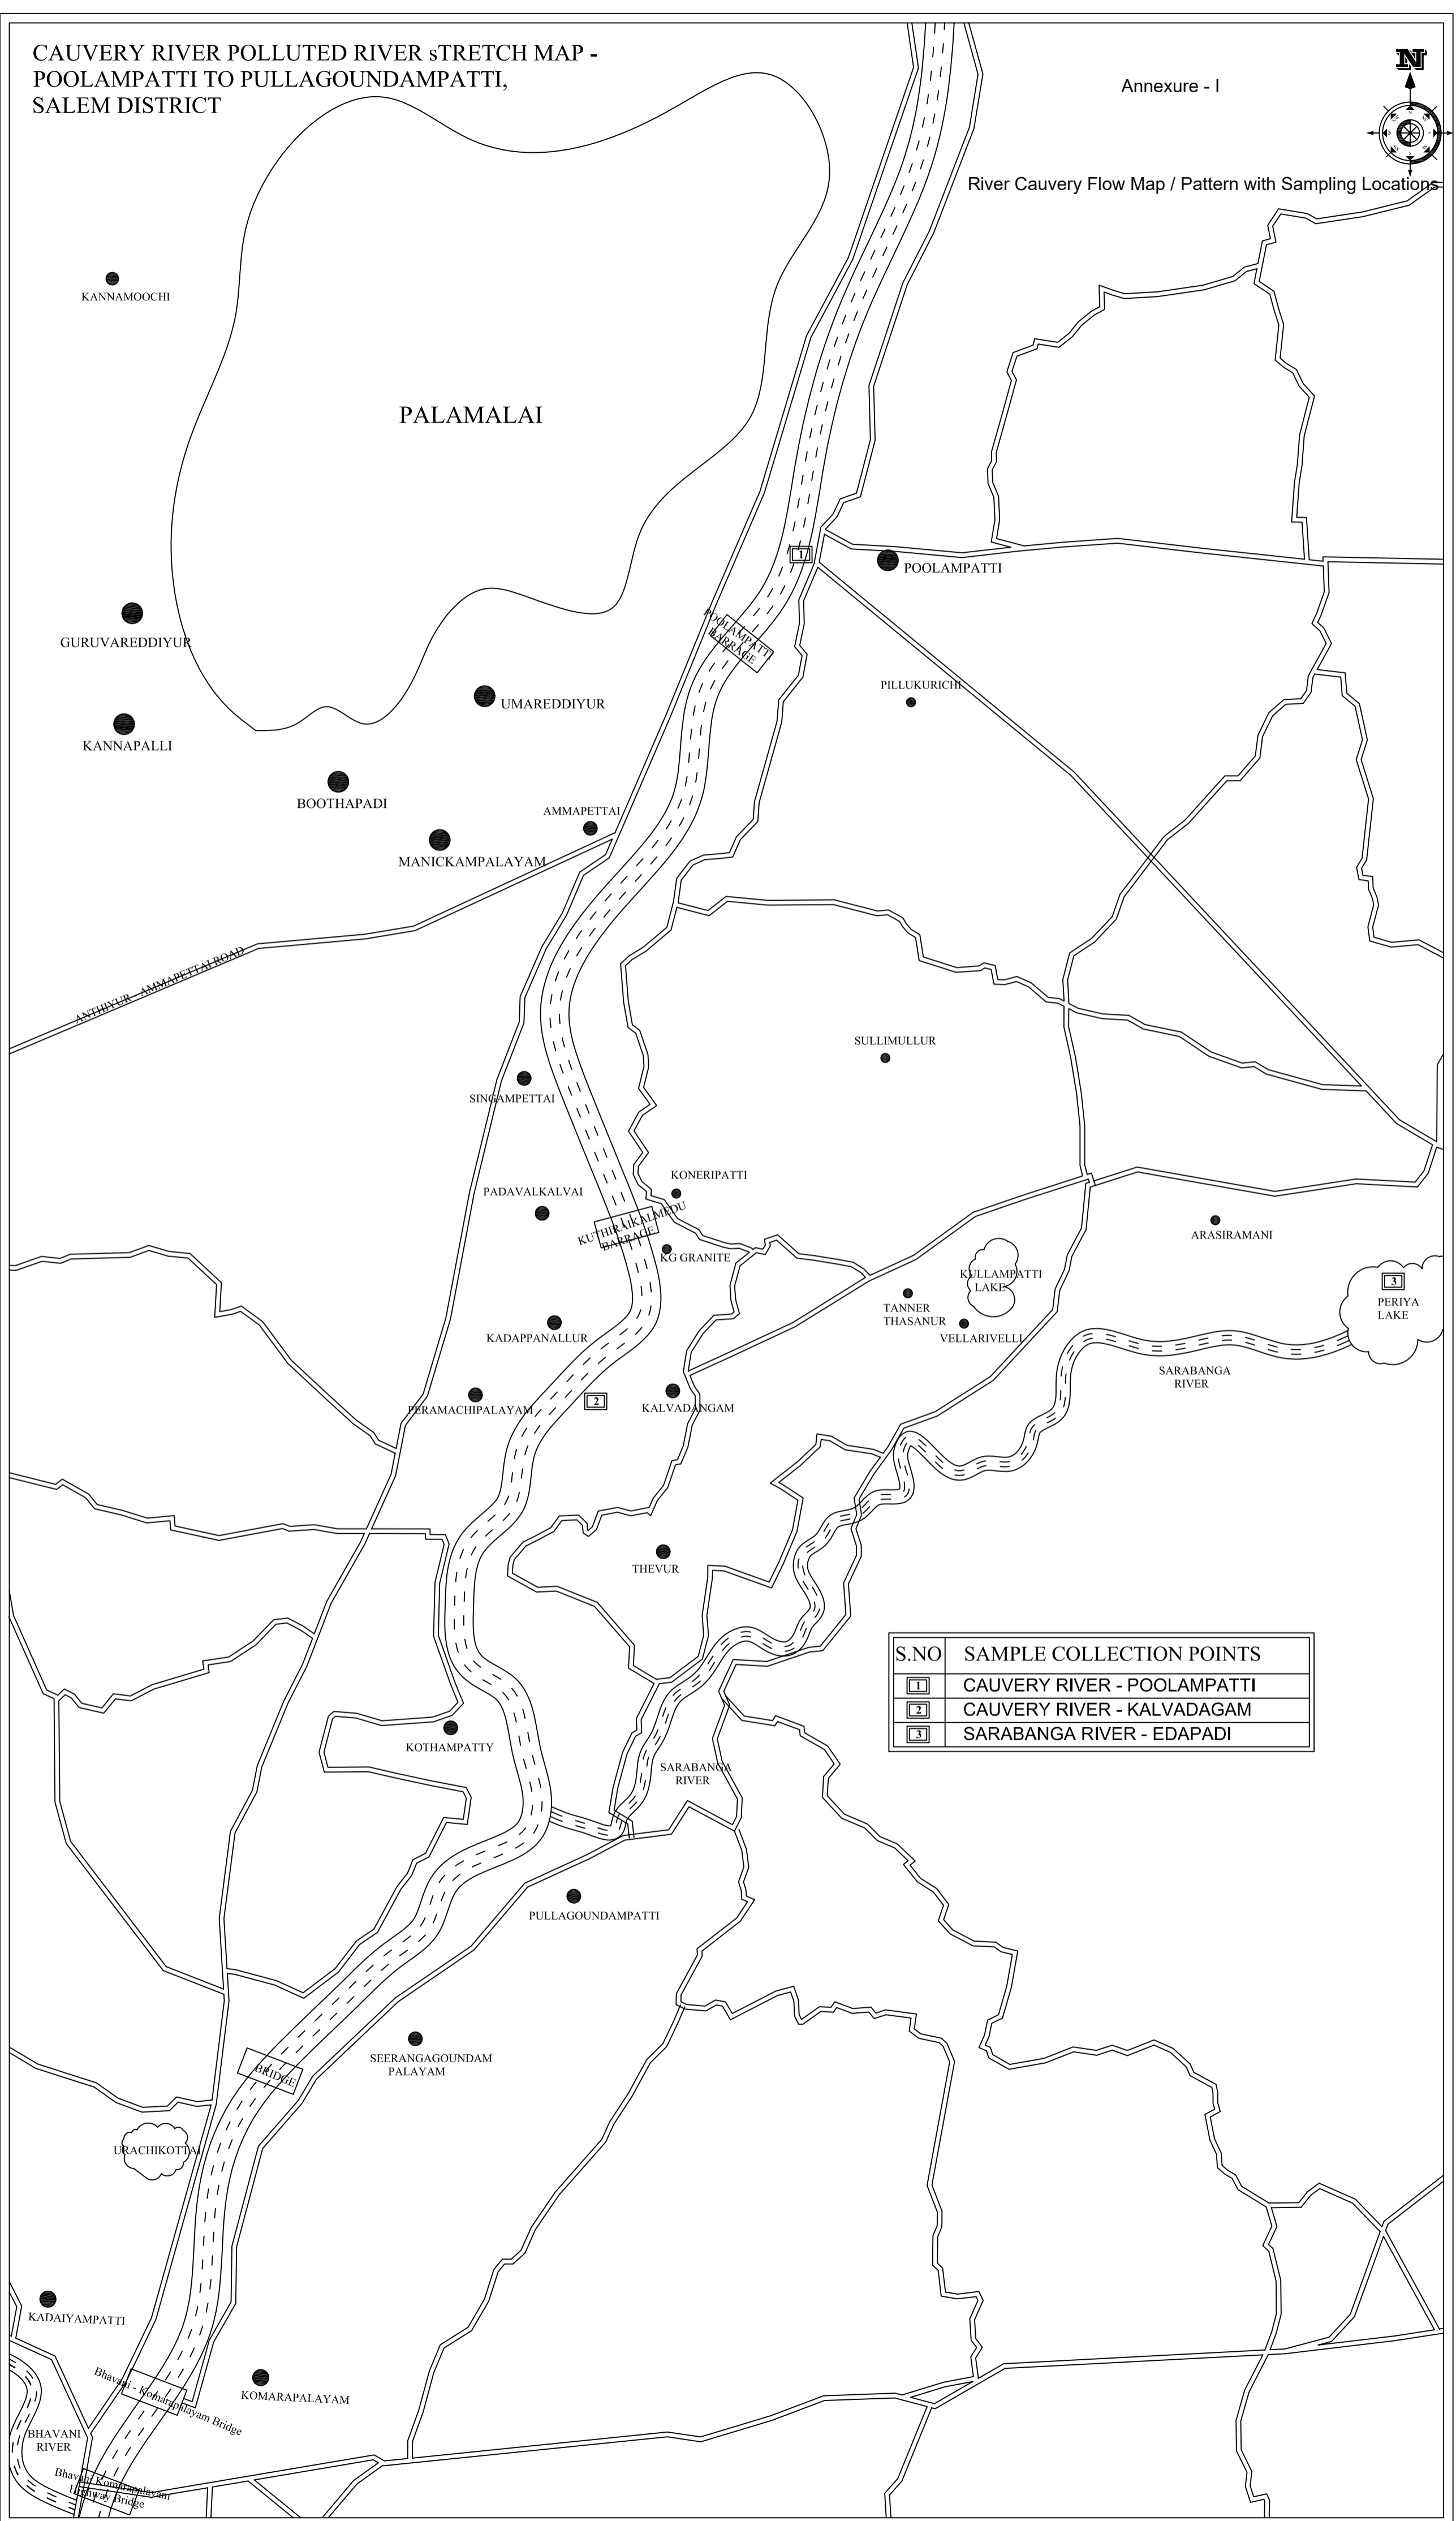 CAUVERY RIVER POLLUTED RIVER sTRETCH MAP -
POOLAMPATTI TO PULLAGOUNDAMPATTI,
SALEM DISTRICT
Annexure - I
N
River Cauvery Flow Map / Pattern with Sampling Locations
KANNAMOOCHI
PALAMALAI
1
POOLAMPATTI
GURUVAREDDIYUR
POOLAMPATTI
BARRAGE
PILLUKURICHI
UMAREDDIYUR
KANNAPALLI
BOOTHAPADI
AMMAPETTAI
MANICKAMPALAYAM
ANTHIYUR - AMMAPETTAI ROAD
SULLIMULLUR
SINGAMPETTAI
KONERIPATTI
PADAVALKALVAI
KUTHIRAIKALMEDU
BARRAGE
KG GRANITE
ARASIRAMANI
KULLAMPATTI
LAKE
3
PERIYA
LAKE
TANNER
THASANUR
VELLARIVELLI
KADAPPANALLUR
SARABANGA
RIVER
PERAMACHIPALAYAM
2
KALVADANGAM
THEVUR
S.NO SAMPLE COLLECTION POINTS
1 CAUVERY RIVER - POOLAMPATTI
2 CAUVERY RIVER - KALVADAGAM
3 SARABANGA RIVER - EDAPADI
KOTHAMPATTY
SARABANGA
RIVER
PULLAGOUNDAMPATTI
SEERANGAGOUNDAM
PALAYAM
BRIDGE
URACHIKOTTAI
KADAIYAMPATTI
Bhavani - Komarapalayam Bridge
KOMARAPALAYAM
BHAVANI
RIVER
Bhavani Komarapalayam
Highway Bridge